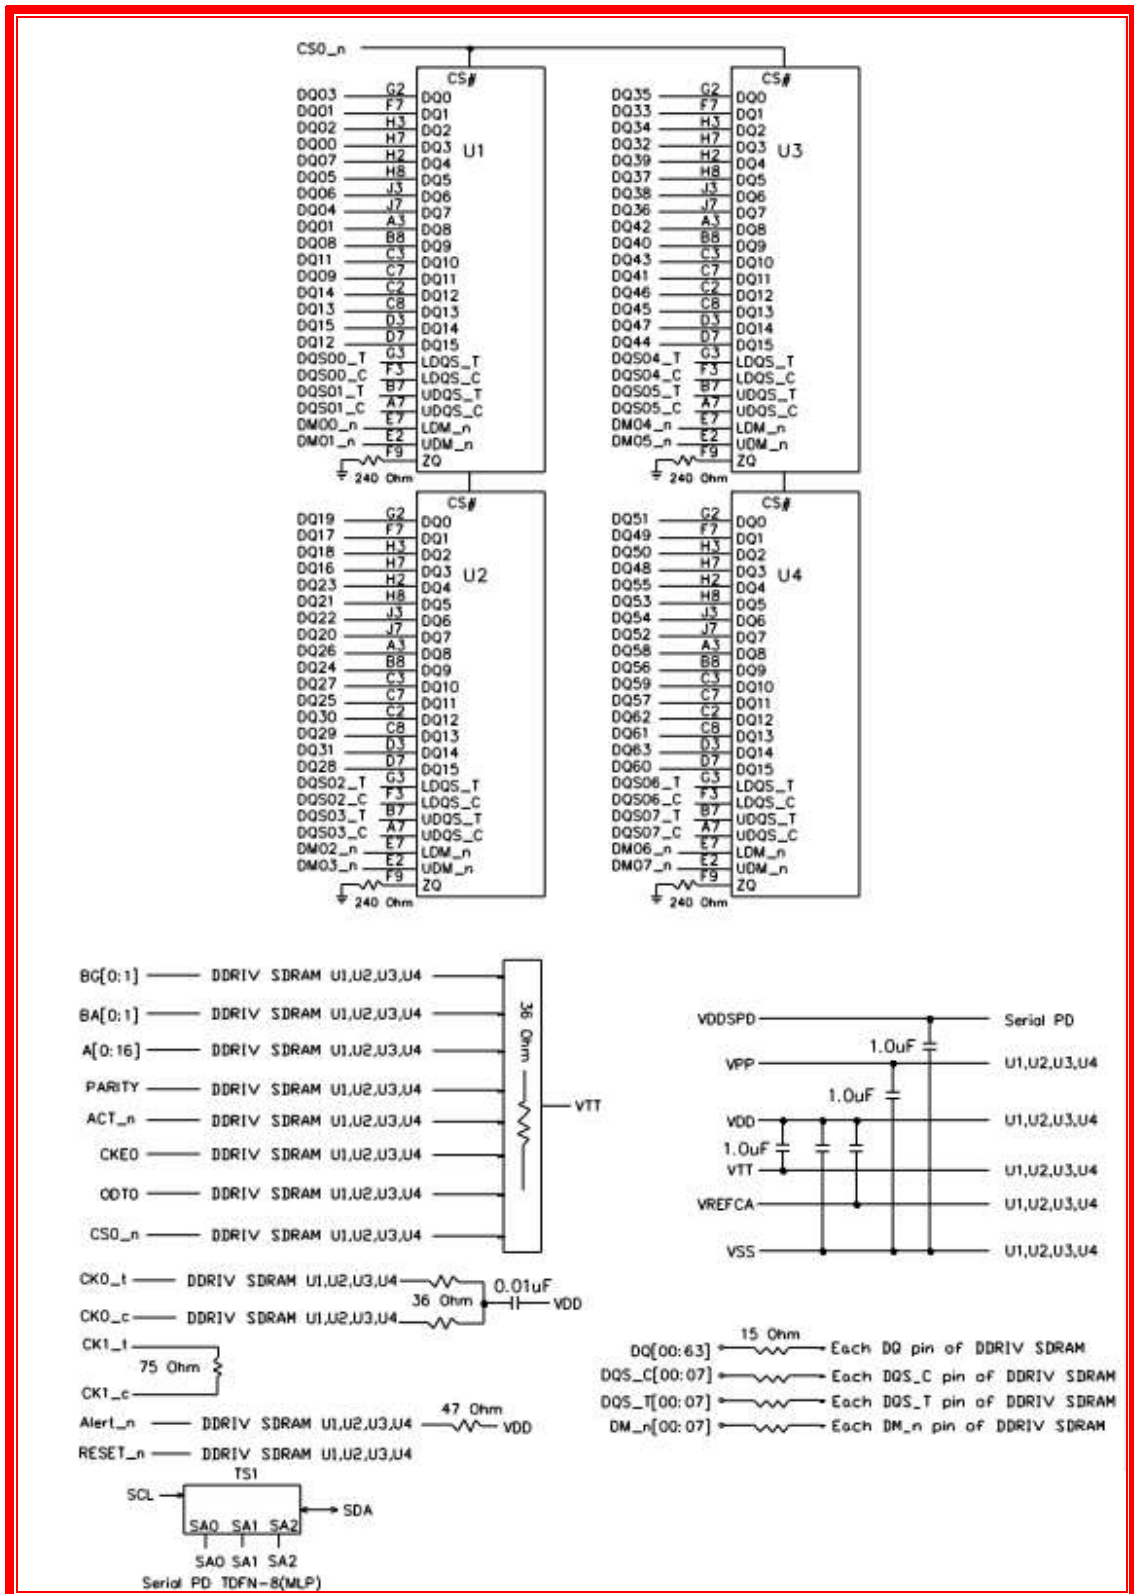 CS0_n
CS#
DQ03 G2 DQ0
DQ01 F7 DQ1
DQ02 H3 DQ2
DQ00 H7 DQ3
U1
DQ07 H2 DQ4
DQ05 H8 DQ5
DQ06 J3 DQ6
DQ04 J7 DQ7
DQ01 A3 DQ8
DQ08 B8 DQ9
DQ11 C3 DQ10
DQ09 C7 DQ11
DQ14 C2 DQ12
DQ13 C8 DQ13
DQ15 D3 DQ14
DQ12 D7 DQ15
DQS00_T G3 LDQS_T
DQS00_C F3 LDQS_C
DQS01_T B7 UDQS_T
DQS01_C A7 UDQS_C
DM00_n E7 LDM_n
DM01_n E2 UDM_n
F9 ZQ
240 Ohm
CS#
DQ35 G2 DQ0
DQ33 F7 DQ1
DQ34 H3 DQ2
DQ32 H7 DQ3
U3
DQ39 H2 DQ4
DQ37 H8 DQ5
DQ38 J3 DQ6
DQ36 J7 DQ7
DQ42 A3 DQ8
DQ40 B8 DQ9
DQ43 C3 DQ10
DQ41 C7 DQ11
DQ46 C2 DQ12
DQ45 C8 DQ13
DQ47 D3 DQ14
DQ44 D7 DQ15
DQS04_T G3 LDQS_T
DQS04_C F3 LDQS_C
DQS05_T B7 UDQS_T
DQS05_C A7 UDQS_C
DM04_n E7 LDM_n
DM05_n E2 UDM_n
F9 ZQ
240 Ohm
CS#
DQ19 G2 DQ0
DQ17 F7 DQ1
DQ18 H3 DQ2
DQ16 H7 DQ3
U2
DQ23 H2 DQ4
DQ21 H8 DQ5
DQ22 J3 DQ6
DQ20 J7 DQ7
DQ26 A3 DQ8
DQ24 B8 DQ9
DQ27 C3 DQ10
DQ25 C7 DQ11
DQ30 C2 DQ12
DQ29 C8 DQ13
DQ31 D3 DQ14
DQ28 D7 DQ15
DQS02_T G3 LDQS_T
DQS02_C F3 LDQS_C
DQS03_T B7 UDQS_T
DQS03_C A7 UDQS_C
DM02_n E7 LDM_n
DM03_n E2 UDM_n
F9 ZQ
240 Ohm
CS#
DQ51 G2 DQ0
DQ49 F7 DQ1
DQ50 H3 DQ2
DQ48 H7 DQ3
U4
DQ55 H2 DQ4
DQ53 H8 DQ5
DQ54 J3 DQ6
DQ52 J7 DQ7
DQ58 A3 DQ8
DQ56 B8 DQ9
DQ59 C3 DQ10
DQ57 C7 DQ11
DQ62 C2 DQ12
DQ61 C8 DQ13
DQ63 D3 DQ14
DQ60 D7 DQ15
DQS06_T G3 LDQS_T
DQS06_C F3 LDQS_C
DQS07_T B7 UDQS_T
DQS07_C A7 UDQS_C
DM06_n E7 LDM_n
DM07_n E2 UDM_n
F9 ZQ
240 Ohm
BG[0:1] DDRIV SDRAM U1,U2,U3,U4
BA[0:1] DDRIV SDRAM U1,U2,U3,U4
A[0:16] DDRIV SDRAM U1,U2,U3,U4
PARITY DDRIV SDRAM U1,U2,U3,U4
ACT_n DDRIV SDRAM U1,U2,U3,U4
CKE0 DDRIV SDRAM U1,U2,U3,U4
ODT0 DDRIV SDRAM U1,U2,U3,U4
CS0_n DDRIV SDRAM U1,U2,U3,U4
36 Ohm
VTT
CK0_t DDRIV SDRAM U1,U2,U3,U4
36 Ohm
0.01uF
VDD
CK0_c DDRIV SDRAM U1,U2,U3,U4
CK1_t
75 Ohm
CK1_c
Alert_n DDRIV SDRAM U1,U2,U3,U4 47 Ohm VDD
RESET_n DDRIV SDRAM U1,U2,U3,U4
TS1
SCL
SDA
SA0 SA1 SA2
SA0 SA1 SA2
Serial PD TDFN-8(MLP)
VDDSPD Serial PD
1.0uF
VPP U1,U2,U3,U4
1.0uF
VDD U1,U2,U3,U4
1.0uF
VTT U1,U2,U3,U4
VREFCA U1,U2,U3,U4
VSS U1,U2,U3,U4
15 Ohm
DQ[00:63] Each DQ pin of DDRIV SDRAM
DQS_C[00:07] Each DQS_C pin of DDRIV SDRAM
DQS_T[00:07] Each DQS_T pin of DDRIV SDRAM
DM_n[00:07] Each DM_n pin of DDRIV SDRAM